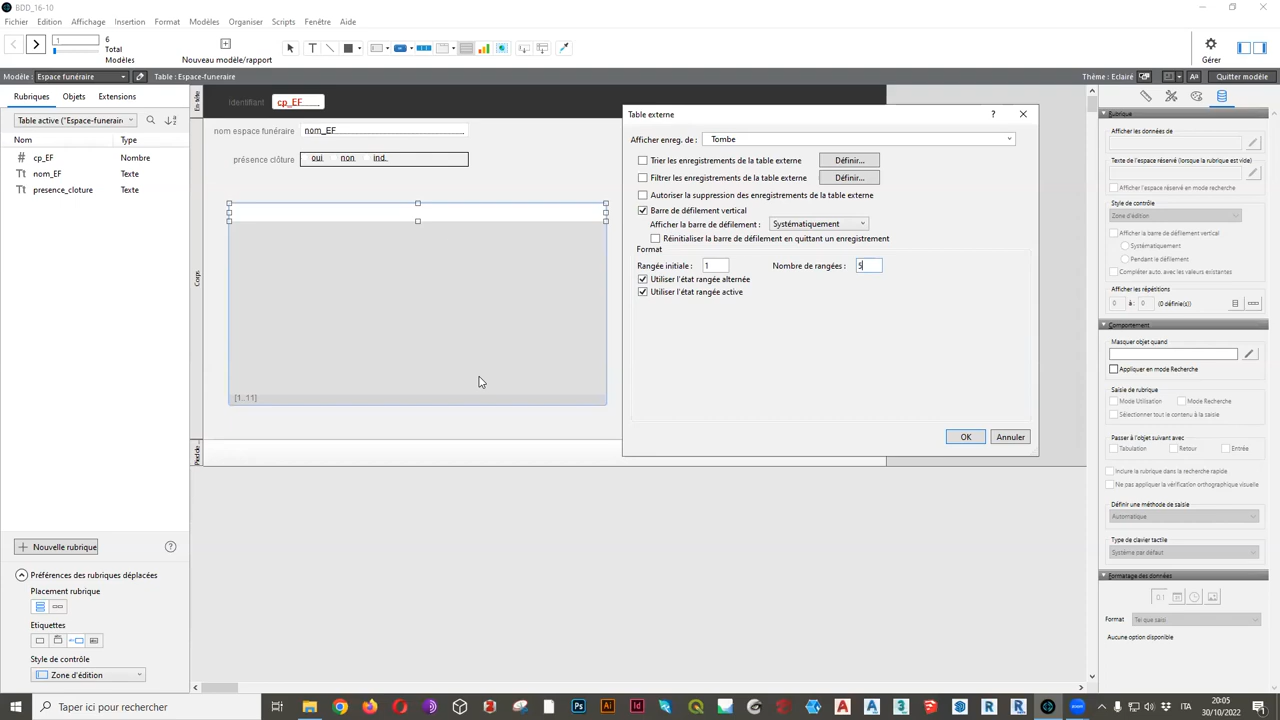 BDD_16-10
Fichier Edition Affichage Insertion Format Modèles Organiser Scripts Fenêtre Aide
1
6
Total
Modèles
Nouveau modèle/rapport
Gérer
Modèle : Espace funéraire Table : Espace-funeraire Thème : Eclairé Quitter modèle
Rubriques Objets Extensions
Table active ("Espace-funerair
Nom Type
cp_EF Nombre
nom_EF Texte
presence_cloture Texte
Nouvelle rubrique
Préférences des rubriques déplacées
Placement rubrique
Etiquettes
Style de contrôle
Zone d'édition
En-tête
Identifiant cp_EF
nom espace funéraire nom_EF
présence clôture oui non ind
Corps
[1..11]
Pied de
Table externe
Afficher enreg. de : Tombe
Trier les enregistrements de la table externe Définir...
Filtrer les enregistrements de la table externe Définir...
Autoriser la suppression des enregistrements de la table externe
Barre de défilement vertical
Afficher la barre de défilement : Systématiquement
Réinitialiser la barre de défilement en quittant un enregistrement
Format
Rangée initiale : 1 Nombre de rangées : 5
Utiliser l'état rangée alternée
Utiliser l'état rangée active
OK Annuler
Rubrique
Afficher les données de
Texte de l'espace réservé (lorsque la rubrique est vide)
Afficher l'espace réservé en mode recherche
Style de contrôle
Zone d'édition
Afficher la barre de défilement vertical
Systématiquement
Pendant le défilement
Compléter auto. avec les valeurs existantes
Afficher les répétitions
0 à : 0 (0 définie(s))
Comportement
Masquer objet quand
Appliquer en mode Recherche
Saisie de rubrique
Mode Utilisation Mode Recherche
Sélectionner tout le contenu à la saisie
Passer à l'objet suivant avec
Tabulation Retour Entrée
Inclure la rubrique dans la recherche rapide
Ne pas appliquer la vérification orthographique visuelle
Définir une méthode de saisie
Automatique
Type de clavier tactile
Système par défaut
Formatage des données
Format Tel que saisi
Aucune option disponible
Taper ici pour rechercher
ITA
20:05
30/10/2022